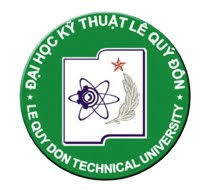 ĐẠI HỌC KỸ THUẬT LÊ QUÝ ĐÔN
LE QUY DON TECHNICAL UNIVERSITY